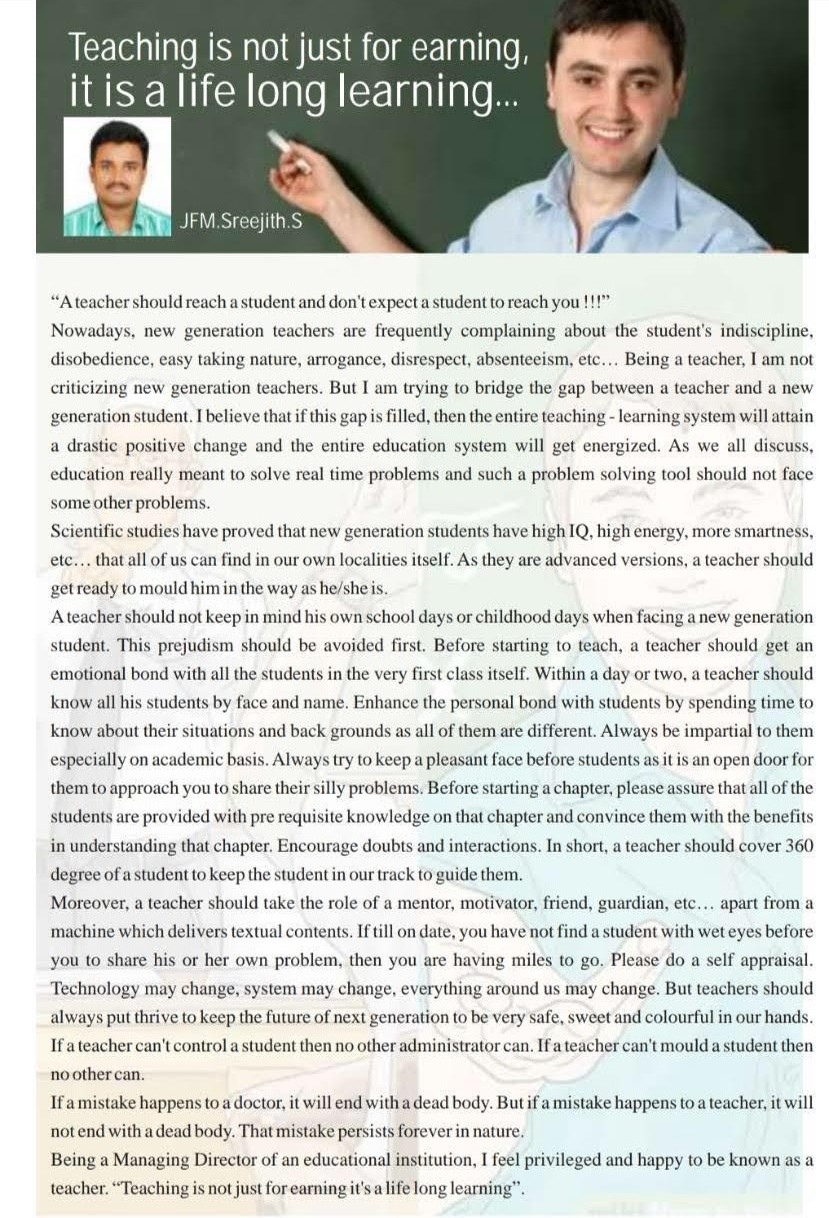 Teaching is not just for earning,
it is a life long learning...
JFM.Sreejith.S
“A teacher should reach a student and don't expect a student to reach you !!!”
Nowadays, new generation teachers are frequently complaining about the student's indiscipline,
disobedience, easy taking nature, arrogance, disrespect, absenteeism, etc… Being a teacher, I am not
criticizing new generation teachers. But I am trying to bridge the gap between a teacher and a new
generation student. I believe that if this gap is filled, then the entire teaching - learning system will attain
a drastic positive change and the entire education system will get energized. As we all discuss,
education really meant to solve real time problems and such a problem solving tool should not face
some other problems.
Scientific studies have proved that new generation students have high IQ, high energy, more smartness,
etc… that all of us can find in our own localities itself. As they are advanced versions, a teacher should
get ready to mould him in the way as he/she is.
A teacher should not keep in mind his own school days or childhood days when facing a new generation
student. This prejudism should be avoided first. Before starting to teach, a teacher should get an
emotional bond with all the students in the very first class itself. Within a day or two, a teacher should
know all his students by face and name. Enhance the personal bond with students by spending time to
know about their situations and back grounds as all of them are different. Always be impartial to them
especially on academic basis. Always try to keep a pleasant face before students as it is an open door for
them to approach you to share their silly problems. Before starting a chapter, please assure that all of the
students are provided with pre requisite knowledge on that chapter and convince them with the benefits
in understanding that chapter. Encourage doubts and interactions. In short, a teacher should cover 360
degree of a student to keep the student in our track to guide them.
Moreover, a teacher should take the role of a mentor, motivator, friend, guardian, etc… apart from a
machine which delivers textual contents. If till on date, you have not find a student with wet eyes before
you to share his or her own problem, then you are having miles to go. Please do a self appraisal.
Technology may change, system may change, everything around us may change. But teachers should
always put thrive to keep the future of next generation to be very safe, sweet and colourful in our hands.
If a teacher can't control a student then no other administrator can. If a teacher can't mould a student then
no other can.
If a mistake happens to a doctor, it will end with a dead body. But if a mistake happens to a teacher, it will
not end with a dead body. That mistake persists forever in nature.
Being a Managing Director of an educational institution, I feel privileged and happy to be known as a
teacher. “Teaching is not just for earning it's a life long learning”.